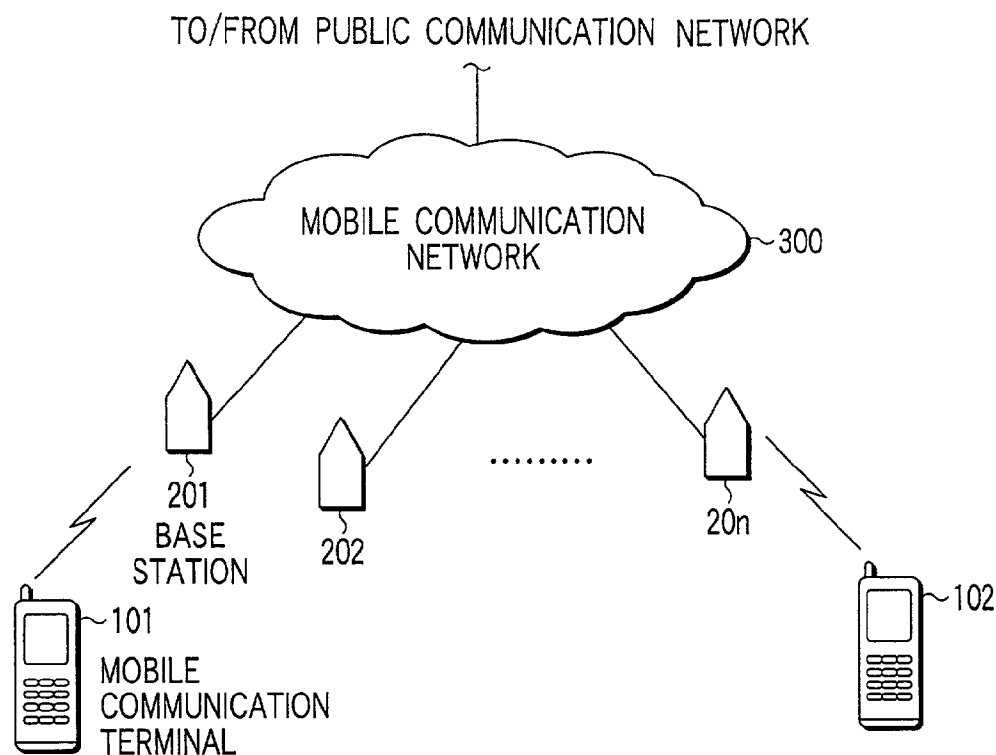 TO/FROM PUBLIC COMMUNICATION NETWORK
MOBILE COMMUNICATION
NETWORK
300
201
BASE
STATION
202
.........
20n
101
MOBILE
COMMUNICATION
TERMINAL
102